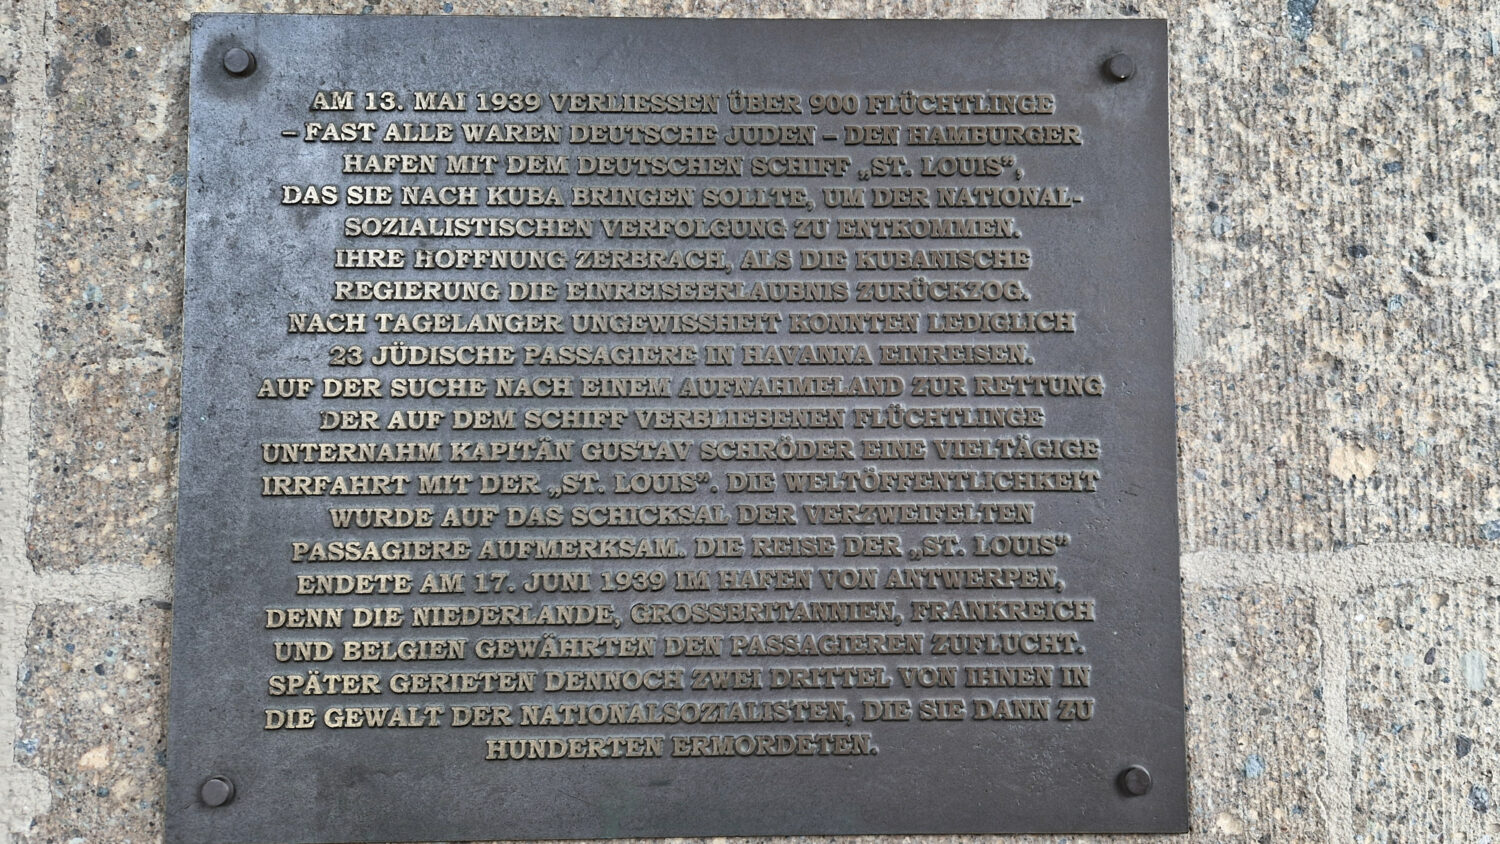 AM 13. MAI 1939 VERLIESSEN ÜBER 900 FLÜCHTLINGE
– FAST ALLE WAREN DEUTSCHE JUDEN – DEN HAMBURGER
HAFEN MIT DEM DEUTSCHEN SCHIFF „ST. LOUIS”,
DAS SIE NACH KUBA BRINGEN SOLLTE, UM DER NATIONAL-
SOZIALISTISCHEN VERFOLGUNG ZU ENTKOMMEN.
IHRE HOFFNUNG ZERBRACH, ALS DIE KUBANISCHE
REGIERUNG DIE EINREISEERLAUBNIS ZURÜCKZOG.
NACH TAGELANGER UNGEWISSHEIT KONNTEN LEDIGLICH
23 JÜDISCHE PASSAGIERE IN HAVANNA EINREISEN.
AUF DER SUCHE NACH EINEM AUFNAHMELAND ZUR RETTUNG
DER AUF DEM SCHIFF VERBLIEBENEN FLÜCHTLINGE
UNTERNAHM KAPITÄN GUSTAV SCHRÖDER EINE VIELTÄGIGE
IRRFAHRT MIT DER „ST. LOUIS”. DIE WELTÖFFENTLICHKEIT
WURDE AUF DAS SCHICKSAL DER VERZWEIFELTEN
PASSAGIERE AUFMERKSAM. DIE REISE DER „ST. LOUIS”
ENDETE AM 17. JUNI 1939 IM HAFEN VON ANTWERPEN,
DENN DIE NIEDERLANDE, GROSSBRITANNIEN, FRANKREICH
UND BELGIEN GEWÄHRTEN DEN PASSAGIEREN ZUFLUCHT.
SPÄTER GERIETEN DENNOCH ZWEI DRITTEL VON IHNEN IN
DIE GEWALT DER NATIONALSOZIALISTEN, DIE SIE DANN ZU
HUNDERTEN ERMORDETEN.